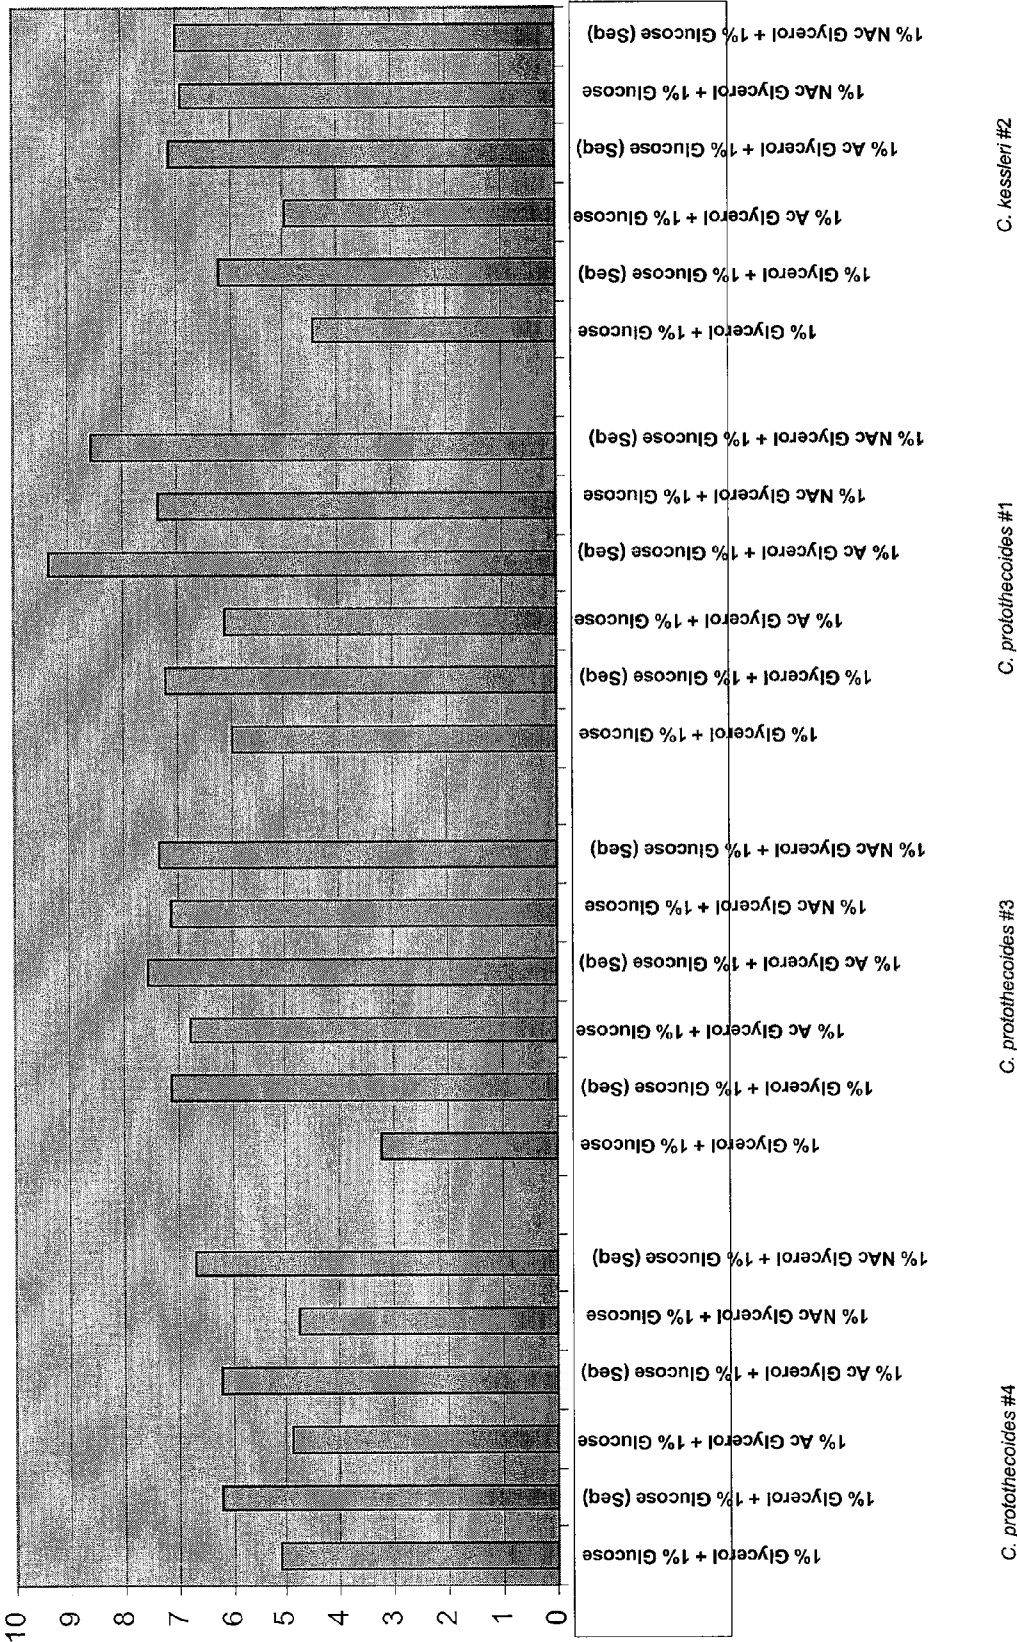 10
9
8
7
6
5
4
3
2
1
0
1% Glycerol + 1% Glucose
1% Glycerol + 1% Glucose (Seq)
1% Ac Glycerol + 1% Glucose
1% Ac Glycerol + 1% Glucose (Seq)
1% NAc Glycerol + 1% Glucose
1% NAc Glycerol + 1% Glucose (Seq)
1% Glycerol + 1% Glucose
1% Glycerol + 1% Glucose (Seq)
1% Ac Glycerol + 1% Glucose
1% Ac Glycerol + 1% Glucose (Seq)
1% NAc Glycerol + 1% Glucose
1% NAc Glycerol + 1% Glucose (Seq)
1% Glycerol + 1% Glucose
1% Glycerol + 1% Glucose (Seq)
1% Ac Glycerol + 1% Glucose
1% Ac Glycerol + 1% Glucose (Seq)
1% NAc Glycerol + 1% Glucose
1% NAc Glycerol + 1% Glucose (Seq)
1% Glycerol + 1% Glucose
1% Glycerol + 1% Glucose (Seq)
1% Ac Glycerol + 1% Glucose
1% Ac Glycerol + 1% Glucose (Seq)
1% NAc Glycerol + 1% Glucose
1% NAc Glycerol + 1% Glucose (Seq)
C. protothecoides #4
C. protothecoides #3
C. protothecoides #1
C. kessleri #2